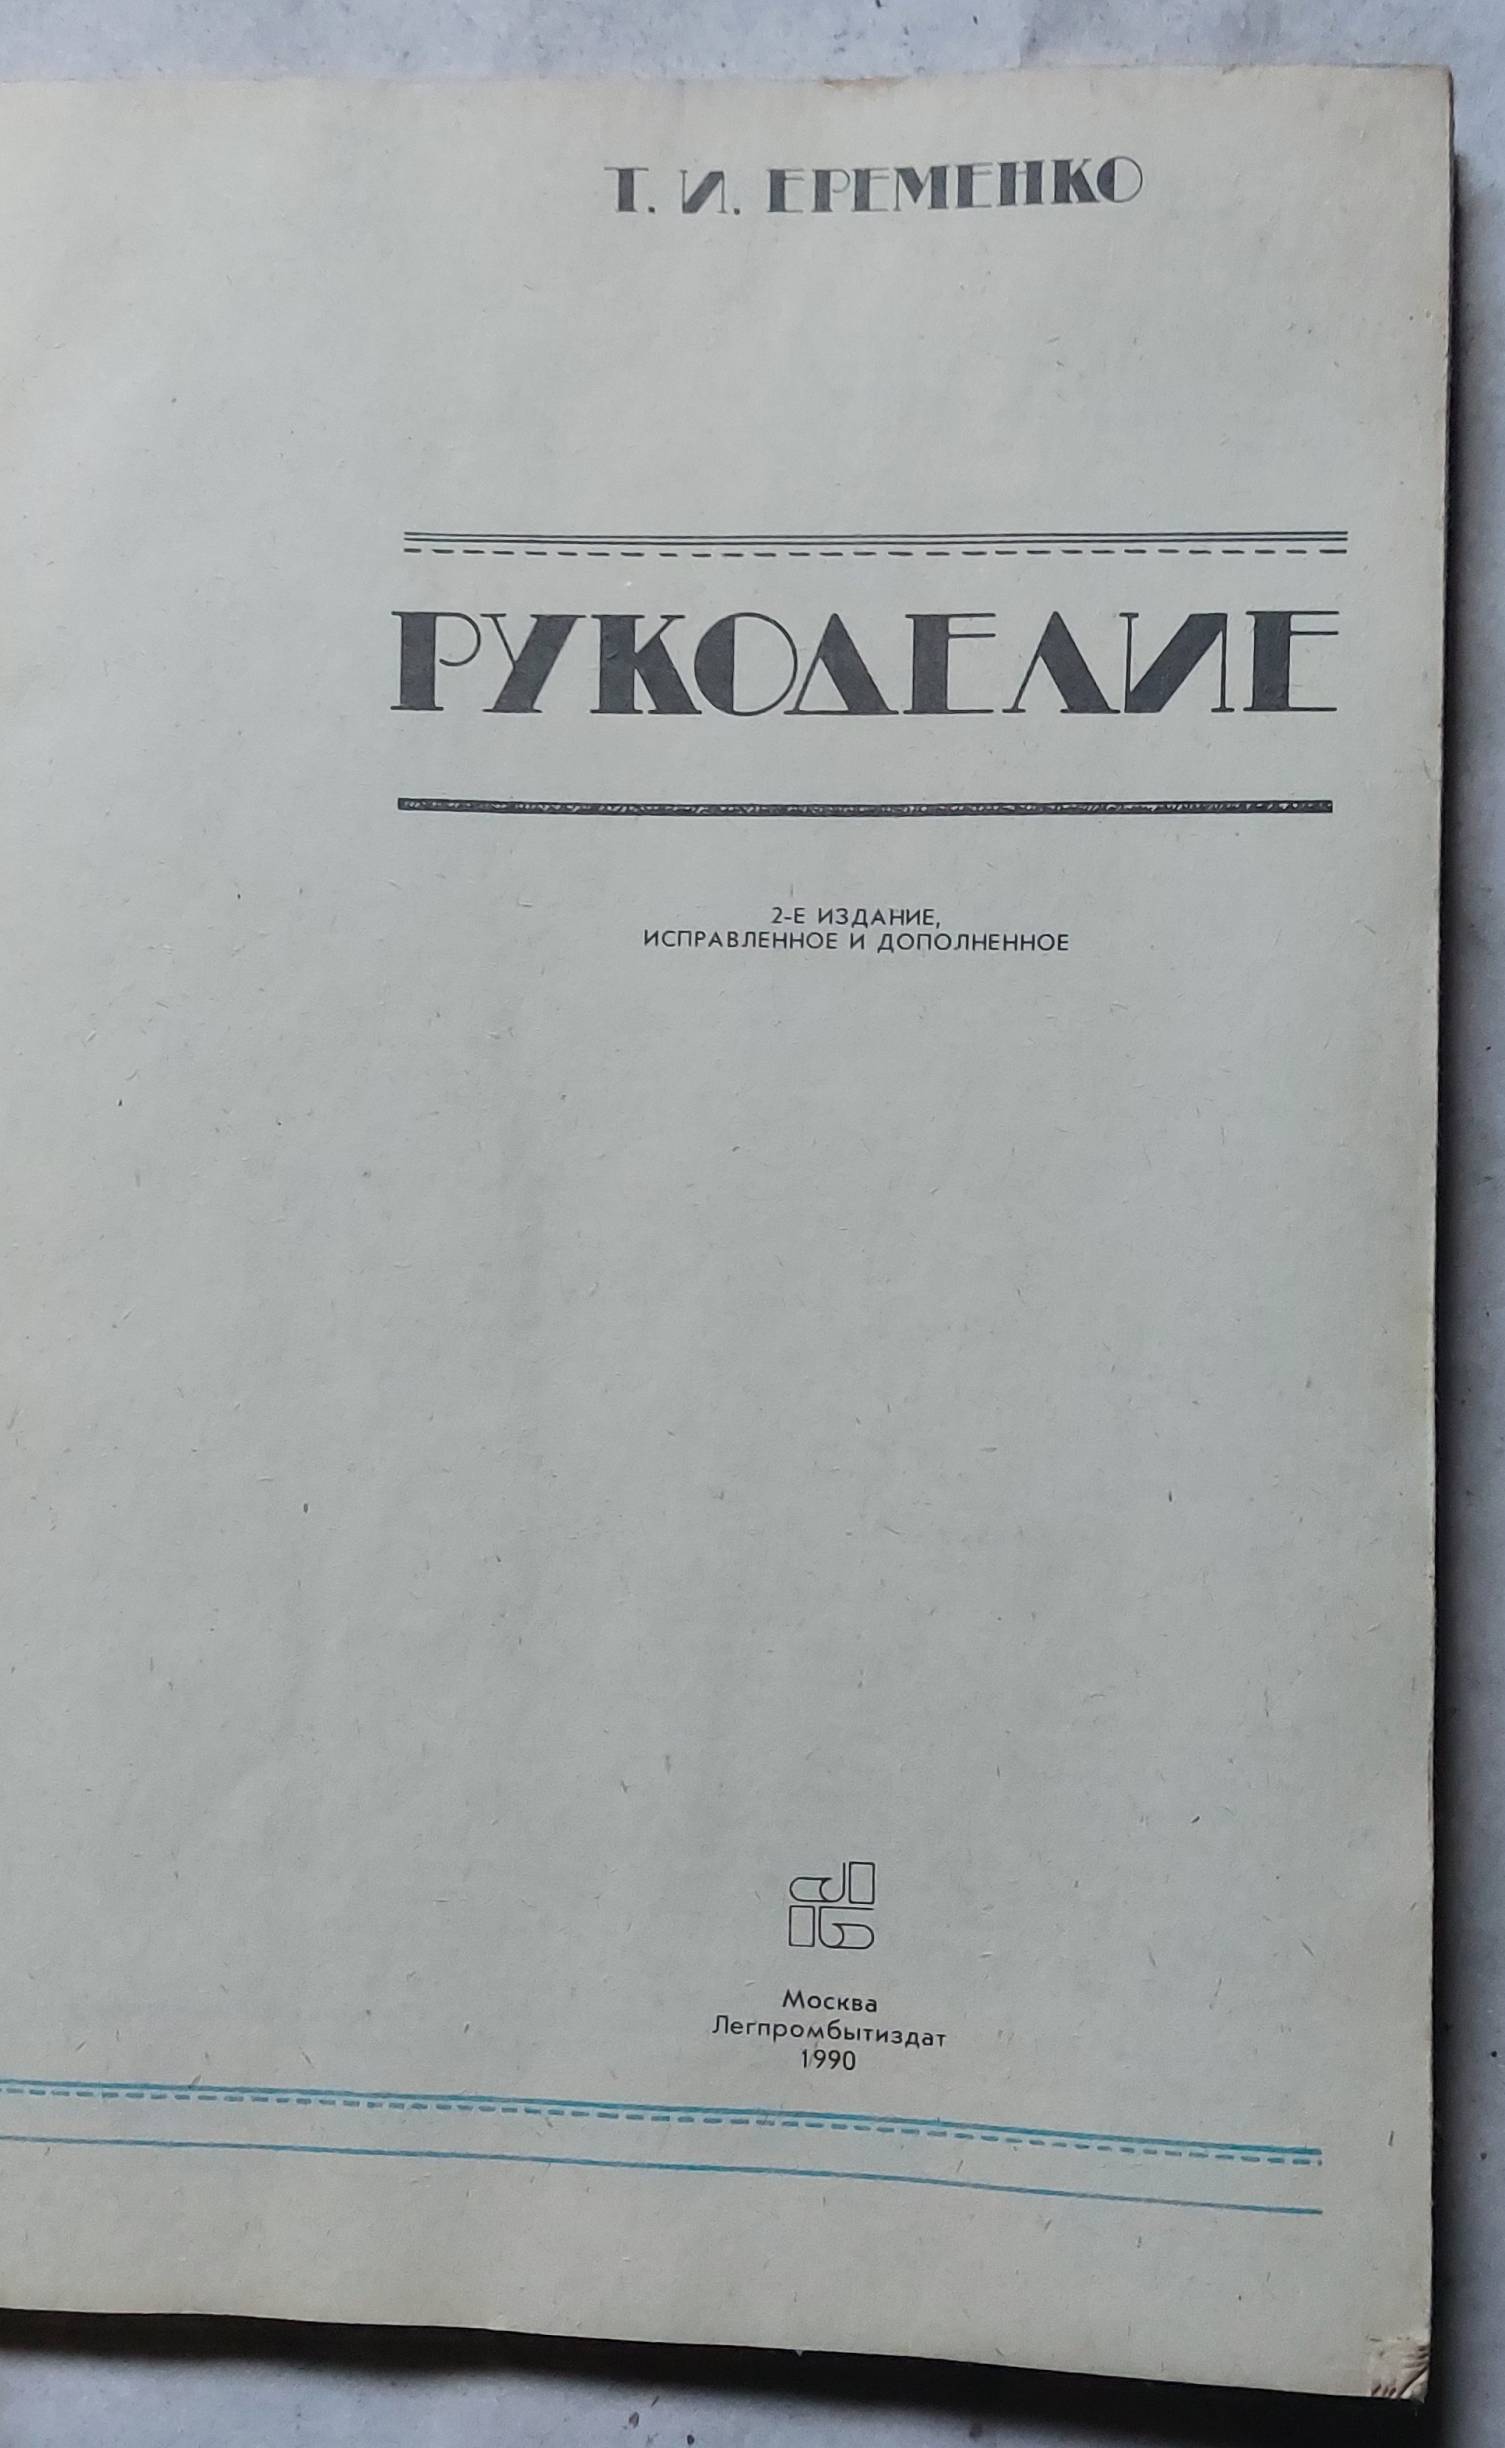 Т. И. ЕРЕМЕНКО
РУКОДЕЛИЕ
2-Е ИЗДАНИЕ,
ИСПРАВЛЕННОЕ И ДОПОЛНЕННОЕ
Москва
Легпромбытиздат
1990